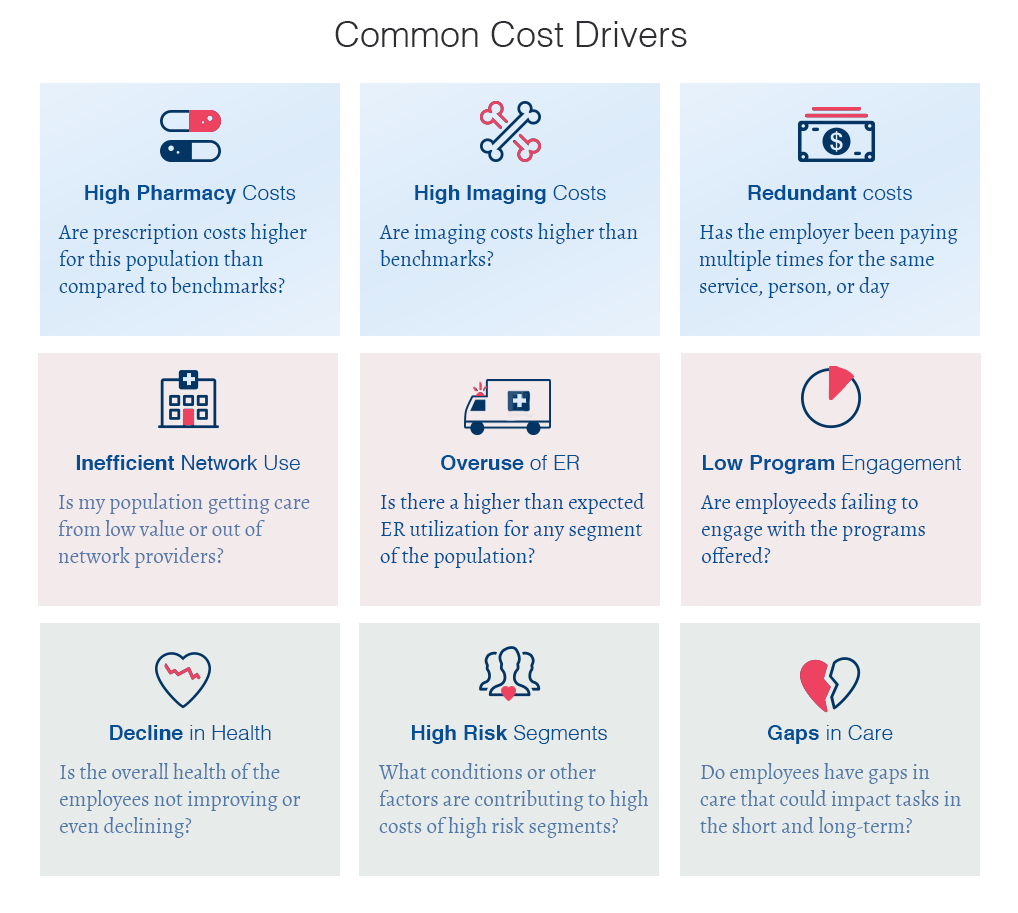 Common Cost Drivers
High Pharmacy Costs
Are prescription costs higher
for this population than
compared to benchmarks?
High Imaging Costs
Are imaging costs higher than
benchmarks?
$
Redundant costs
Has the employer been paying
multiple times for the same
service, person, or day
Inefficient Network Use
Is my population getting care
from low value or out of
network providers?
Overuse of ER
Is there a higher than expected
ER utilization for any segment
of the population?
Low Program Engagement
Are employeeds failing to
engage with the programs
offered?
Decline in Health
Is the overall health of the
employees not improving or
even declining?
High Risk Segments
What conditions or other
factors are contributing to high
costs of high risk segments?
Gaps in Care
Do employees have gaps in
care that could impact tasks in
the short and long-term?